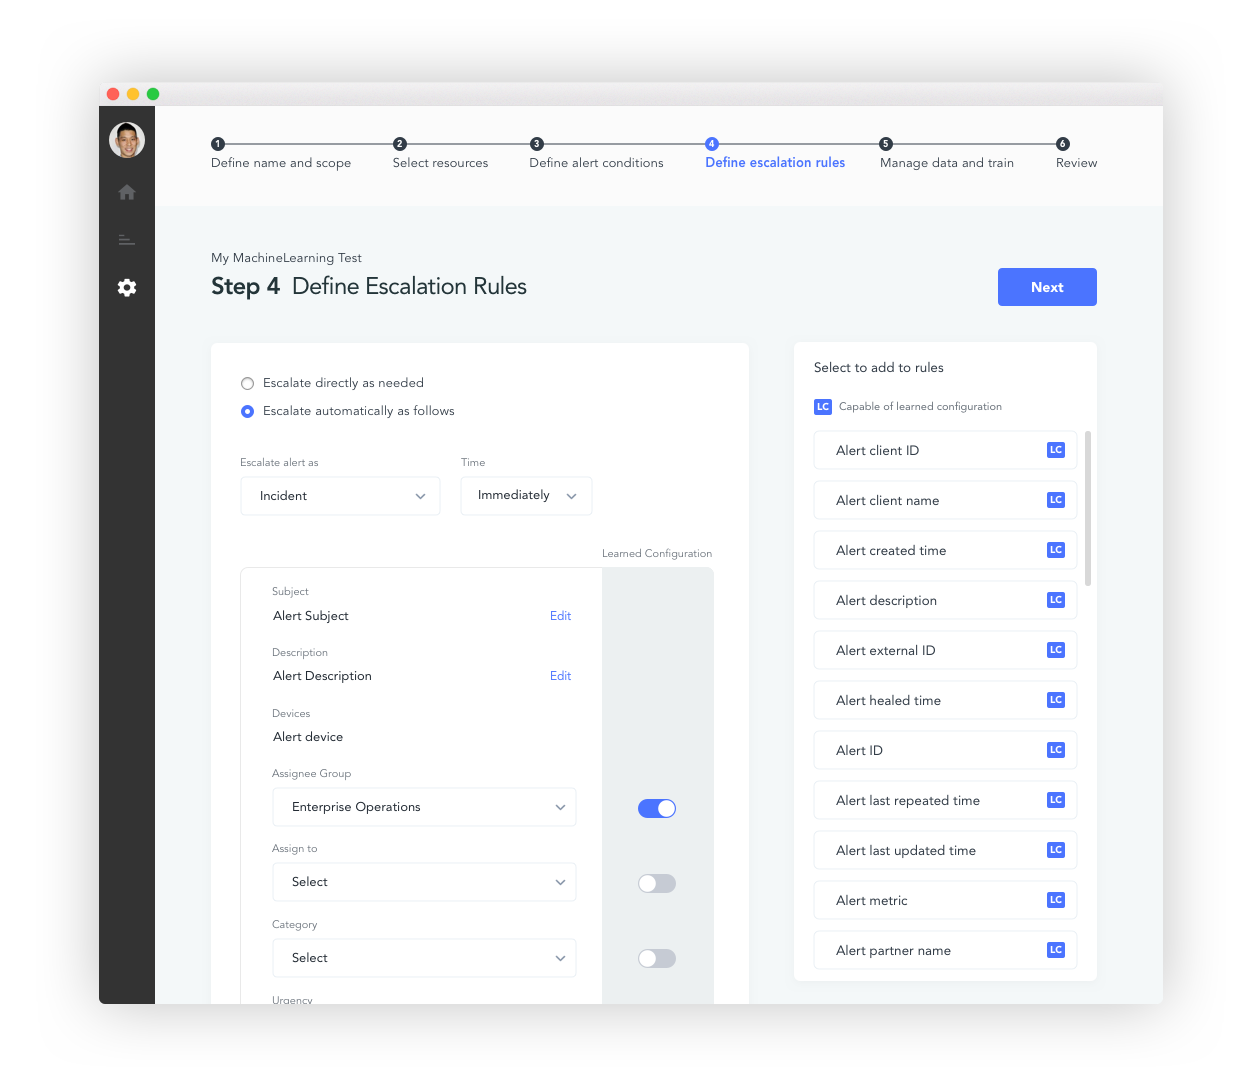 1 2 3 4 5 6
Define name and scope Select resources Define alert conditions Define escalation rules Manage data and train Review
My MachineLearning Test
Step 4 Define Escalation Rules
Next
Escalate directly as needed
Escalate automatically as follows
Escalate alert as Time
Incident Immediately
Learned Configuration
Subject
Alert Subject Edit
Description
Alert Description Edit
Devices
Alert device
Assignee Group
Enterprise Operations
Assign to
Select
Category
Select
Urgency
Select to add to rules
LC Capable of learned configuration
Alert client ID LC
Alert client name LC
Alert created time LC
Alert description LC
Alert external ID LC
Alert healed time LC
Alert ID LC
Alert last repeated time LC
Alert last updated time LC
Alert metric LC
Alert partner name LC